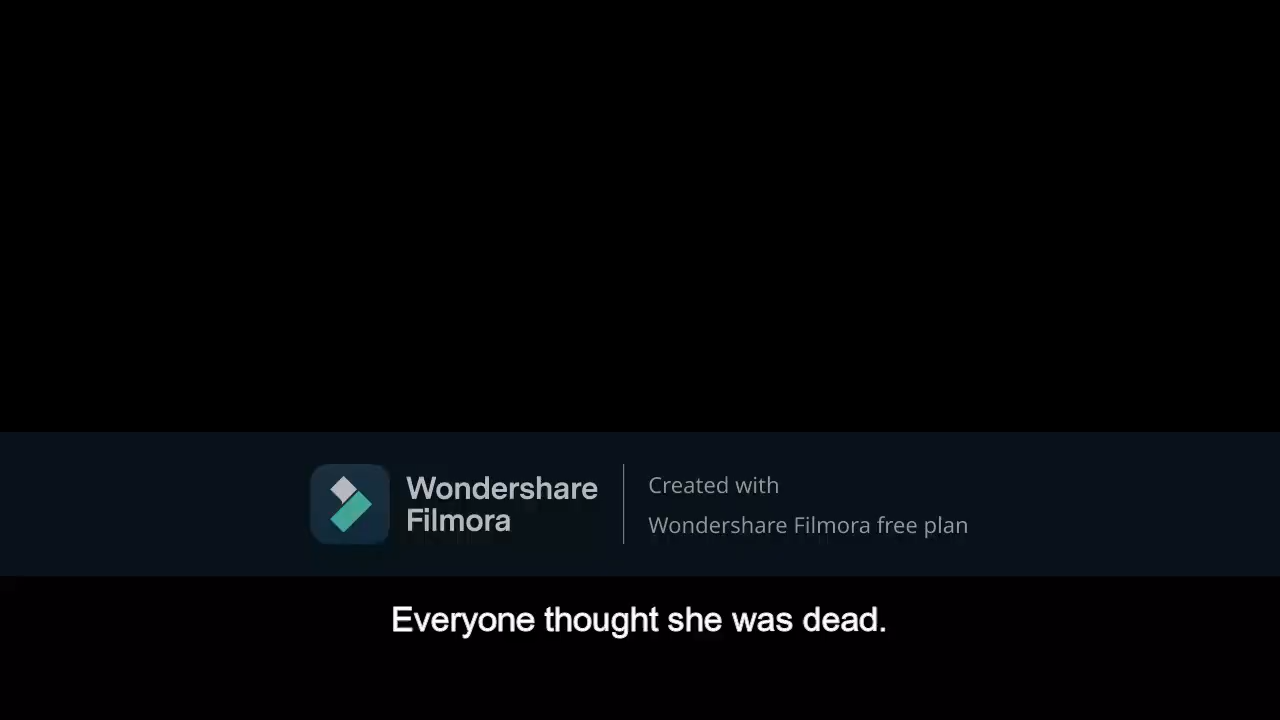 Wondershare
Filmora
Created with
Wondershare Filmora free plan
Everyone thought she was dead.